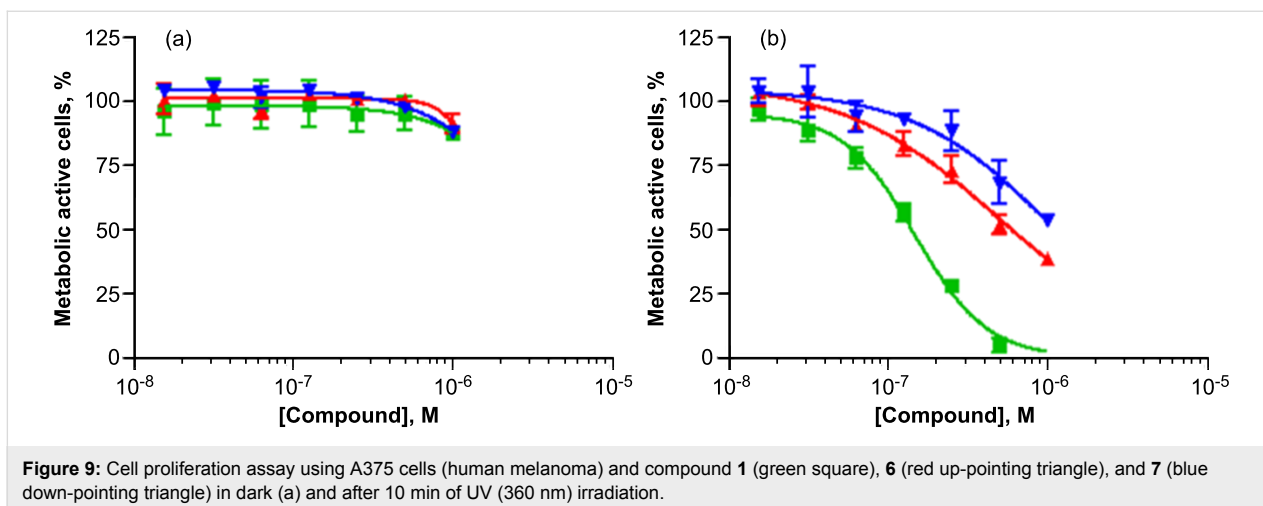 (a)
Metabolic active cells, %
125
100
75
50
25
0
10⁻⁸
10⁻⁷
10⁻⁶
10⁻⁵
[Compound], M
(b)
Metabolic active cells, %
125
100
75
50
25
0
10⁻⁸
10⁻⁷
10⁻⁶
10⁻⁵
[Compound], M
Figure 9: Cell proliferation assay using A375 cells (human melanoma) and compound 1 (green square), 6 (red up-pointing triangle), and 7 (blue
down-pointing triangle) in dark (a) and after 10 min of UV (360 nm) irradiation.